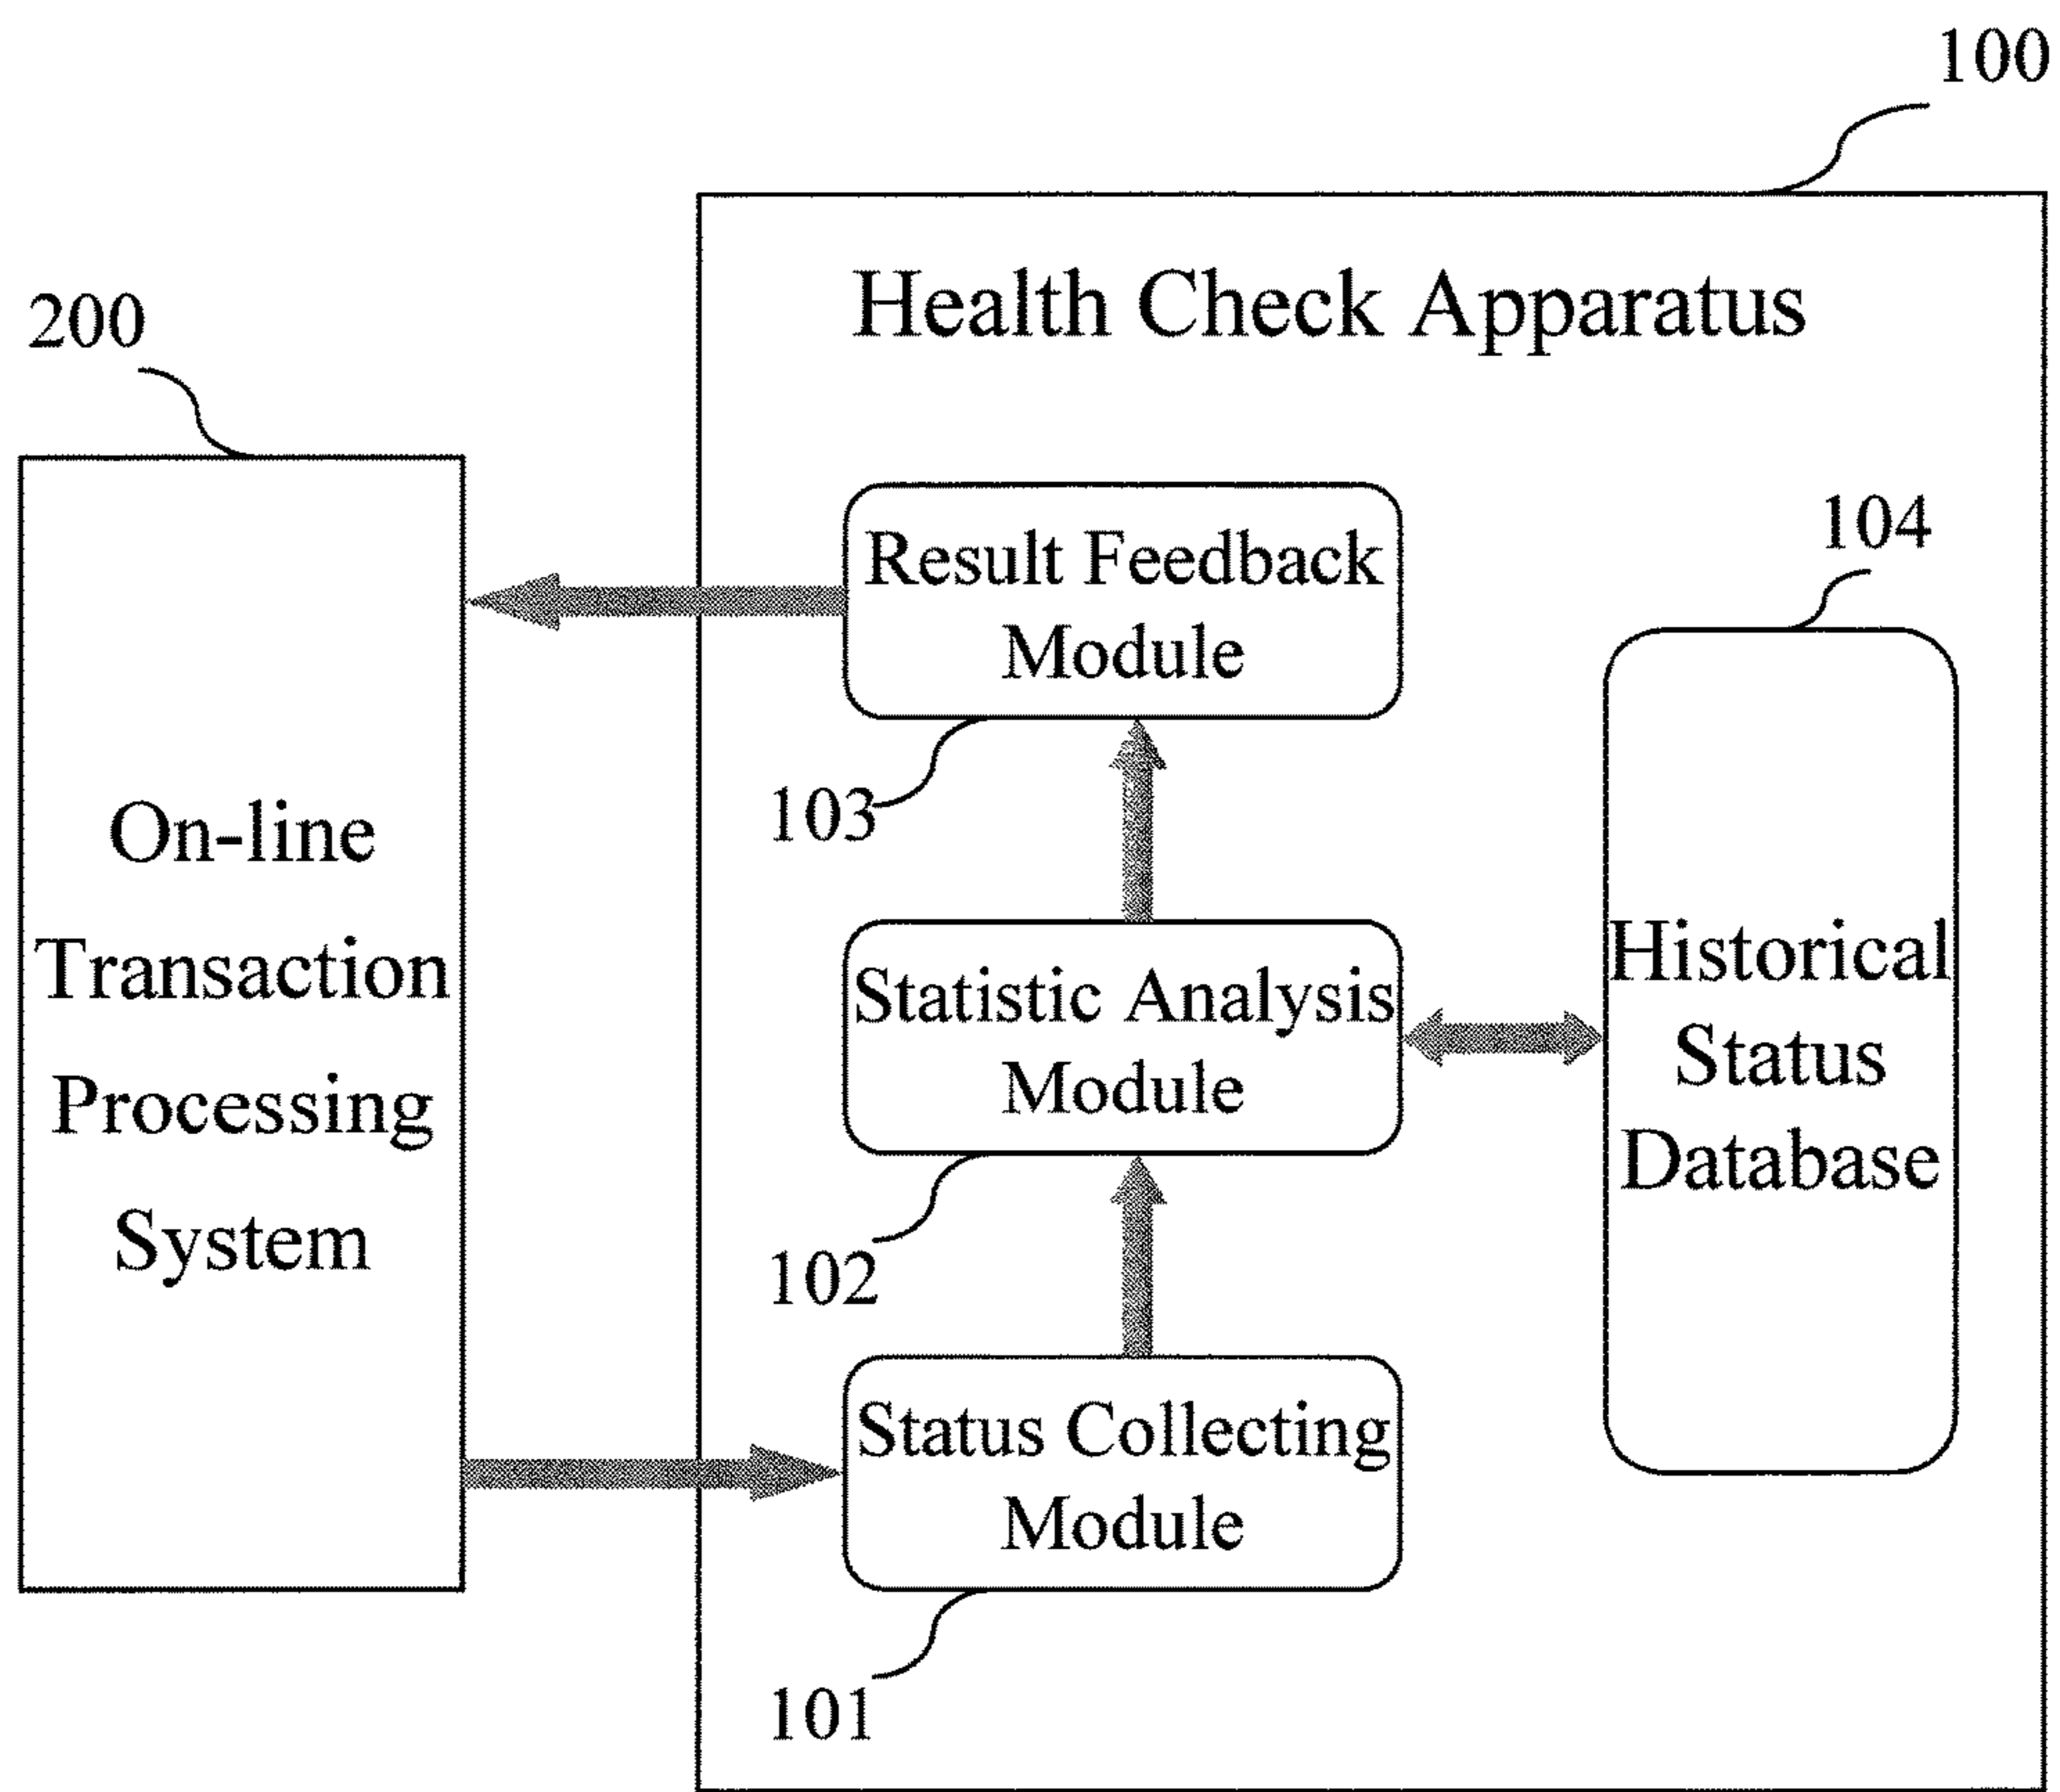 100
Health Check Apparatus
200
Result Feedback
Module
104
103
On-line
Transaction
Processing
System
Statistic Analysis
Module
Historical
Status
Database
102
Status Collecting
Module
101